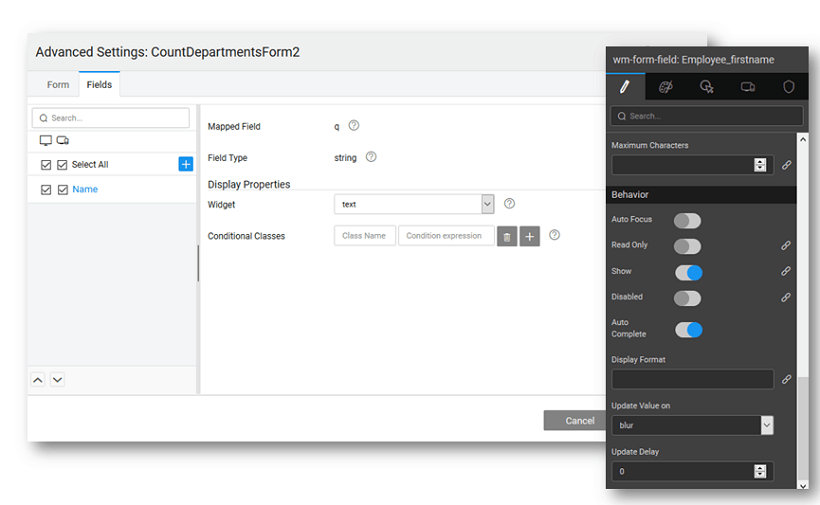 Advanced Settings: CountDepartmentsForm2
Form
Fields
Search...
Select All
Name
Mapped Field
q
Field Type
string
Display Properties
Widget
text
Conditional Classes
Class Name
Condition expression
Cancel
wm-form-field: Employee_firstname
Search...
Maximum Characters
Behavior
Auto Focus
Read Only
Show
Disabled
Auto
Complete
Display Format
Update Value on
blur
Update Delay
0